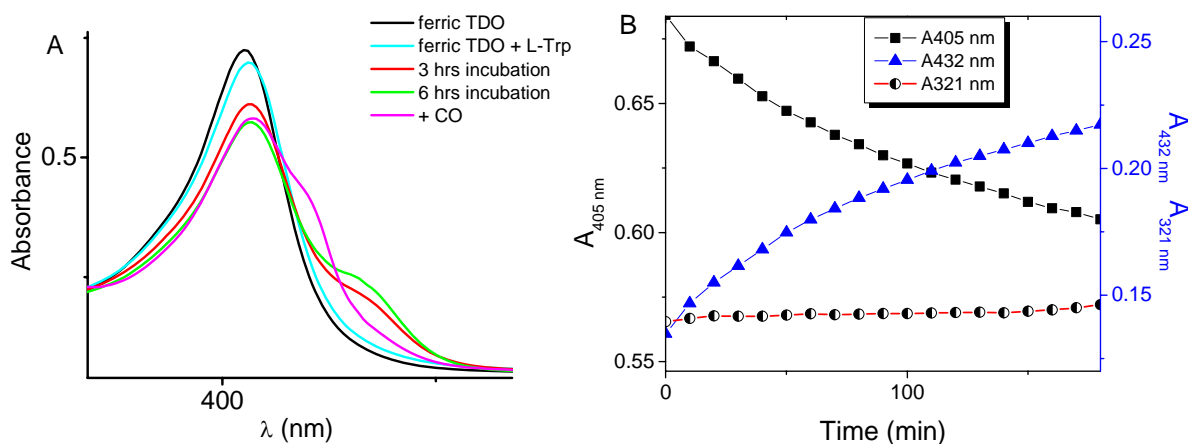 A
ferric TDO
ferric TDO + L-Trp
3 hrs incubation
6 hrs incubation
+ CO
0.5
Absorbance
400
λ (nm)
B
A405 nm
A432 nm
A321 nm
0.65
0.60
0.55
A405 nm
0.25
0.20
0.15
A432 nm A321 nm
0
100
Time (min)